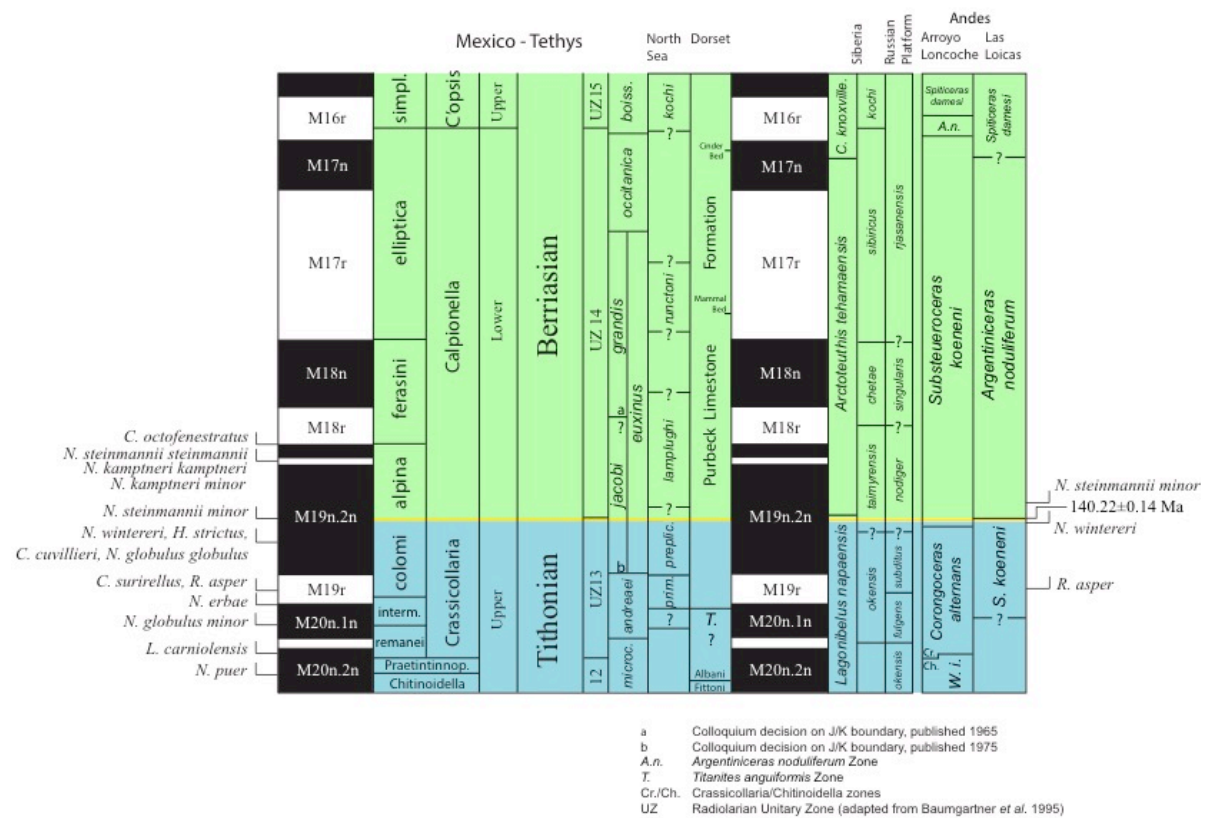 Mexico - Tethys
North Sea
Dorset
Siberia
Russian Platform
Andes
Arroyo Loncoche
Las Loicas
M16r
M17n
M17r
M18n
M18r
M19n.2n
M19r
M20n.1n
M20n.2n
simpl.
elliptica
ferasini
alpina
colomi
interm.
remanei
Praetintinnop.
Chitinoidella
C'opsis
Calpionella
Crassicollaria
Upper
Lower
Upper
Berriasian
Tithonian
UZ15
UZ 14
UZ13
12
boiss.
occitanica
grandis
a
?
jacobi
euxinus
b
andreaei
microc.
kochi
?
?
runctoni
?
?
lamplughi
?
preplic.
prim.
?
Cinder Bed
Mammal Bed
Purbeck Limestone Formation
T.
?
Albani
Fittoni
M16r
M17n
M17r
M18n
M18r
M19n.2n
M19r
M20n.1n
M20n.2n
C. knoxville.
Arctoteuthis tehamaensis
Lagonibelus napaensis
kochi
sibiricus
chetae
taimyrensis
?
okensis
rjasanensis
?
singularis
?
nodiger
?
subditus
fulgens
okensis
Spiticeras damesi
A.n.
Substeueroceras koeneni
Corongoceras alternans
Cr.
Ch.
W. i.
Spiticeras damesi
?
Argentiniceras noduliferum
S. koeneni
?
C. octofenestratus
N. steinmannii steinmannii
N. kamptneri kamptneri
N. kamptneri minor
N. steinmannii minor
N. wintereri, H. strictus,
C. cuvillieri, N. globulus globulus
C. surirellus, R. asper
N. erbae
N. globulus minor
L. carniolensis
N. puer
N. steinmannii minor
140.22±0.14 Ma
N. wintereri
R. asper
a Colloquium decision on J/K boundary, published 1965
b Colloquium decision on J/K boundary, published 1975
A.n. Argentiniceras noduliferum Zone
T. Titanites anguiformis Zone
Cr./Ch. Crassicollaria/Chitinoidella zones
UZ Radiolarian Unitary Zone (adapted from Baumgartner et al. 1995)